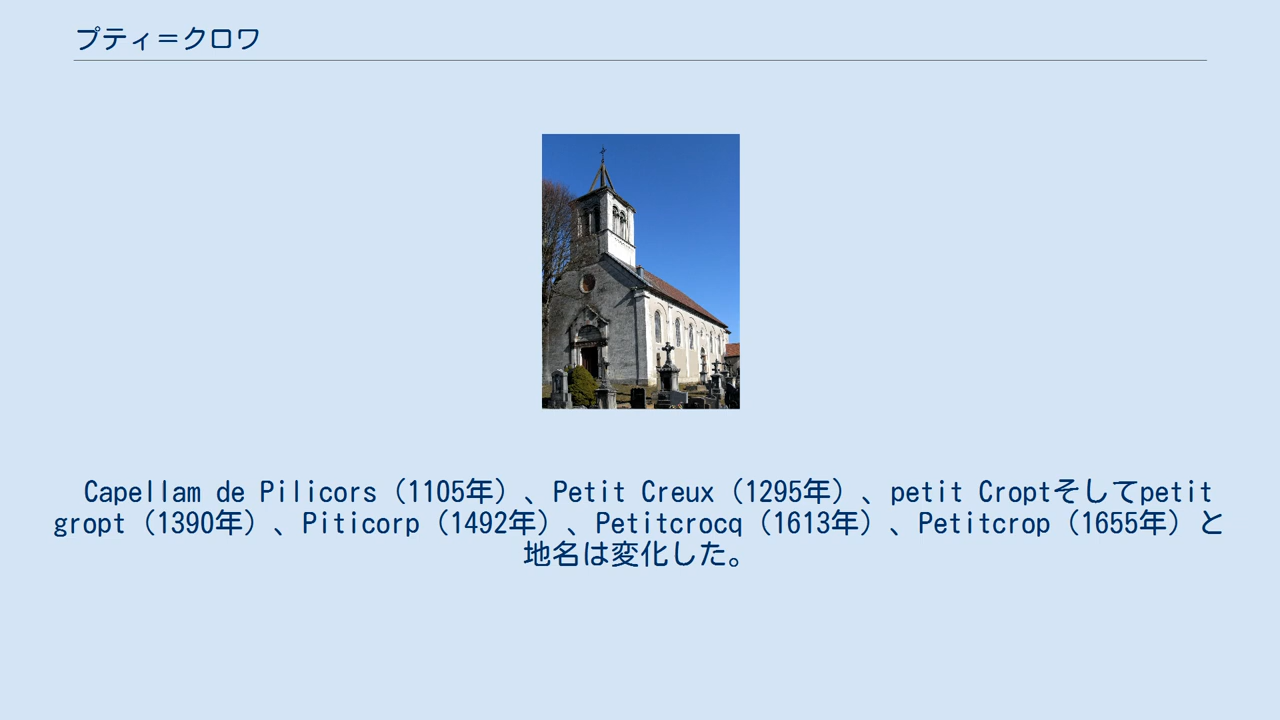 プティ＝クロワ
Capellam de Pilicors（1105年）、Petit Creux（1295年）、petit Croptそしてpetit
gropt（1390年）、Piticorp（1492年）、Petitcrocq（1613年）、Petitcrop（1655年）と
地名は変化した。